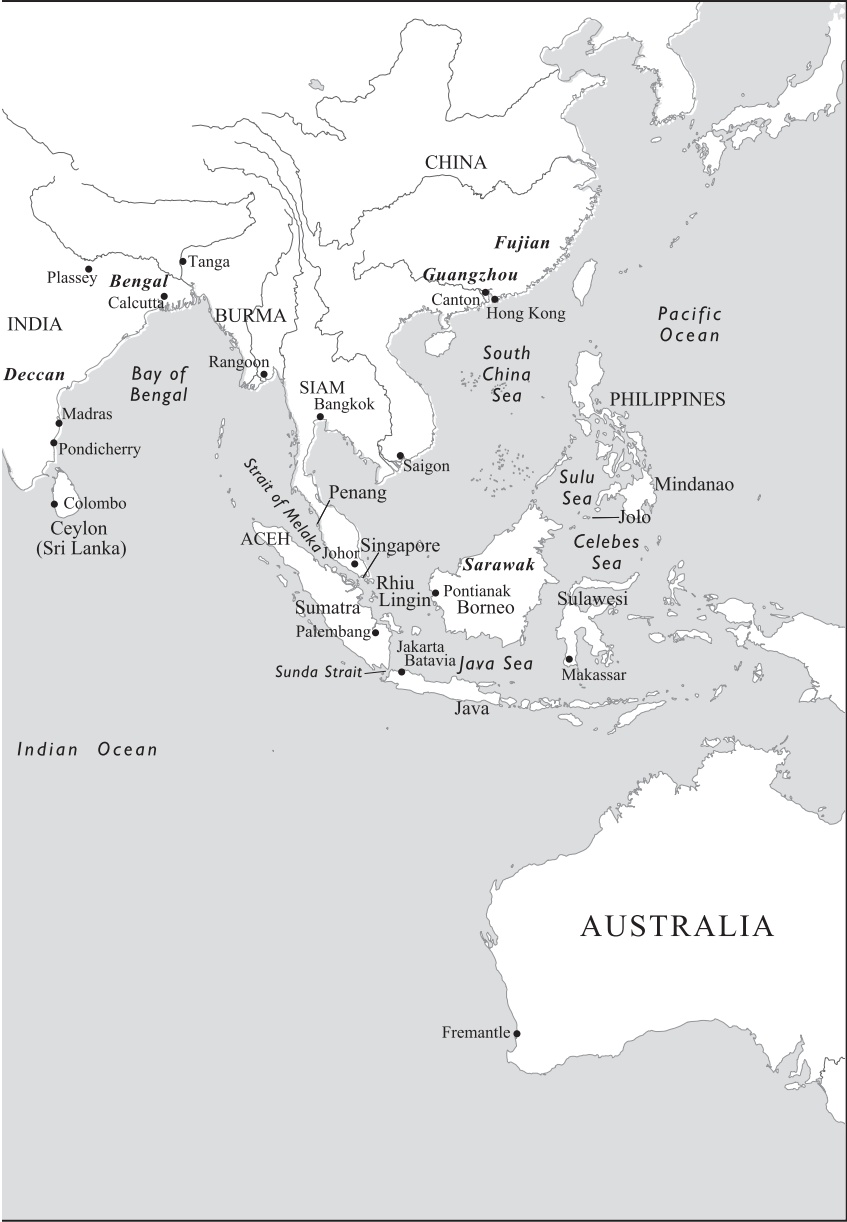 CHINA
Fujian
Tanga
Plassey
Bengal
Guangzhou
Calcutta
Canton
Hong Kong
INDIA
BURMA
Pacific
Ocean
Rangoon
South
China
Sea
Deccan
Bay of
Bengal
SIAM
Bangkok
PHILIPPINES
Madras
Pondicherry
Saigon
Strait of Melaka
Penang
Sulu
Sea
Mindanao
Colombo
Ceylon
(Sri Lanka)
Jolo
ACEH
Johor
Singapore
Celebes
Sea
Sarawak
Rhiu
Lingin
Pontianak
Borneo
Sulawesi
Sumatra
Palembang
Jakarta
Batavia
Java Sea
Sunda Strait
Makassar
Java
Indian Ocean
AUSTRALIA
Fremantle